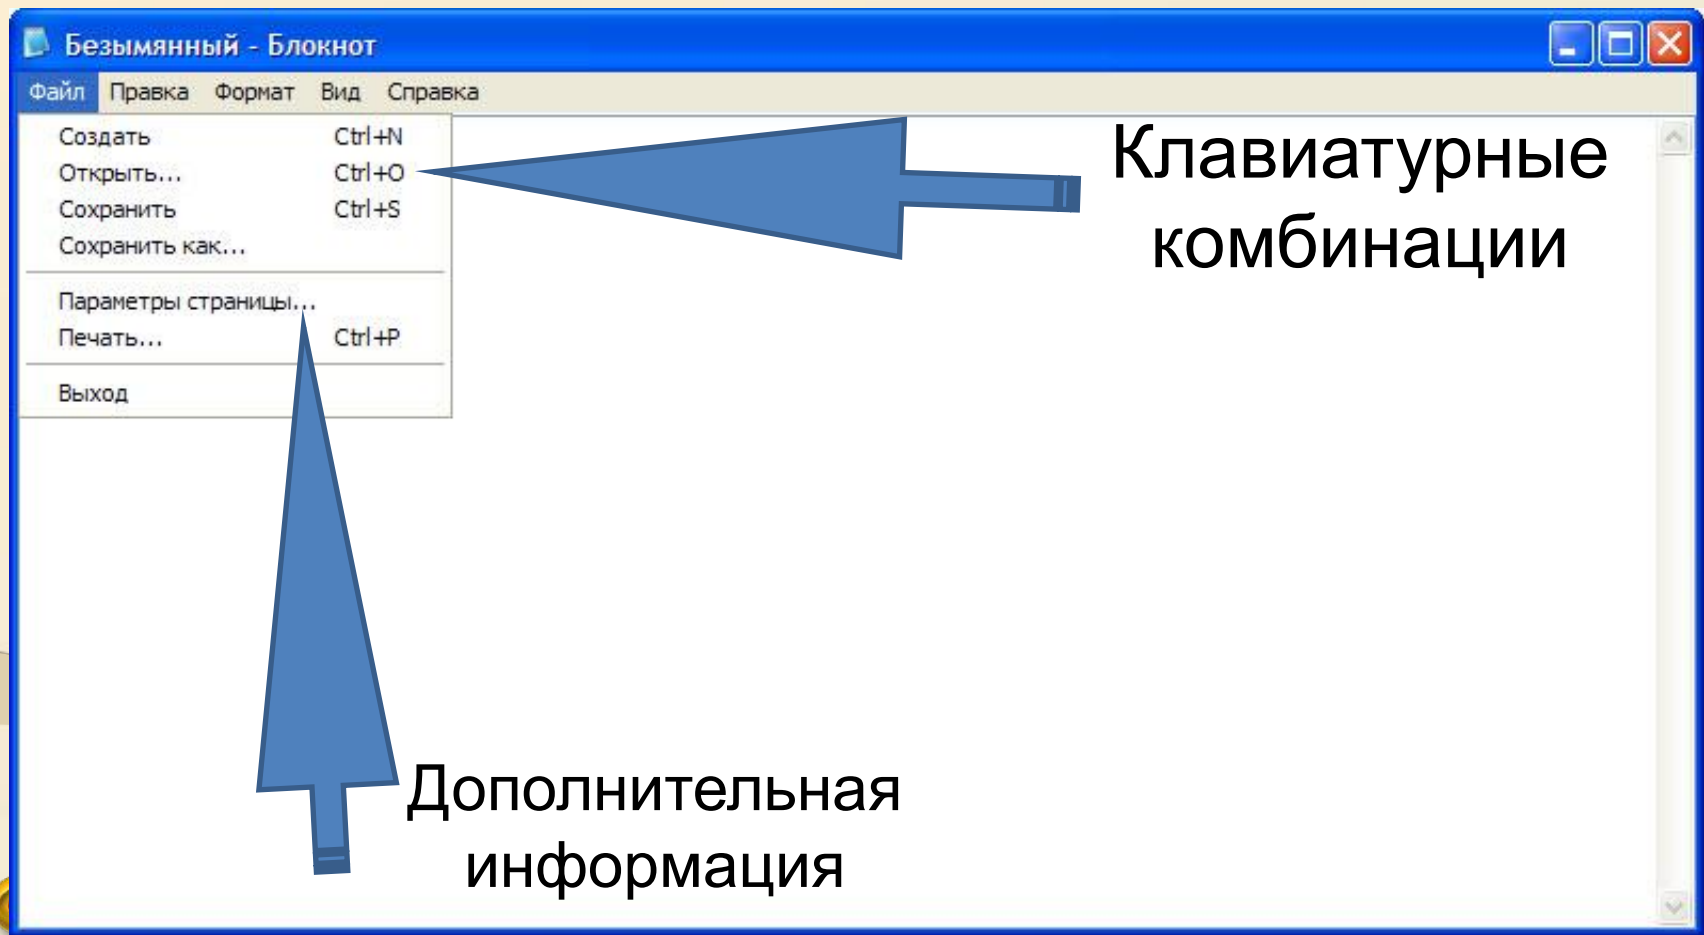 Безымянный - Блокнот
Файл Правка Формат Вид Справка
Создать Ctrl+N
Открыть... Ctrl+O
Сохранить Ctrl+S
Сохранить как...
Параметры страницы...
Печать... Ctrl+P
Выход
Клавиатурные
комбинации
Дополнительная
информация